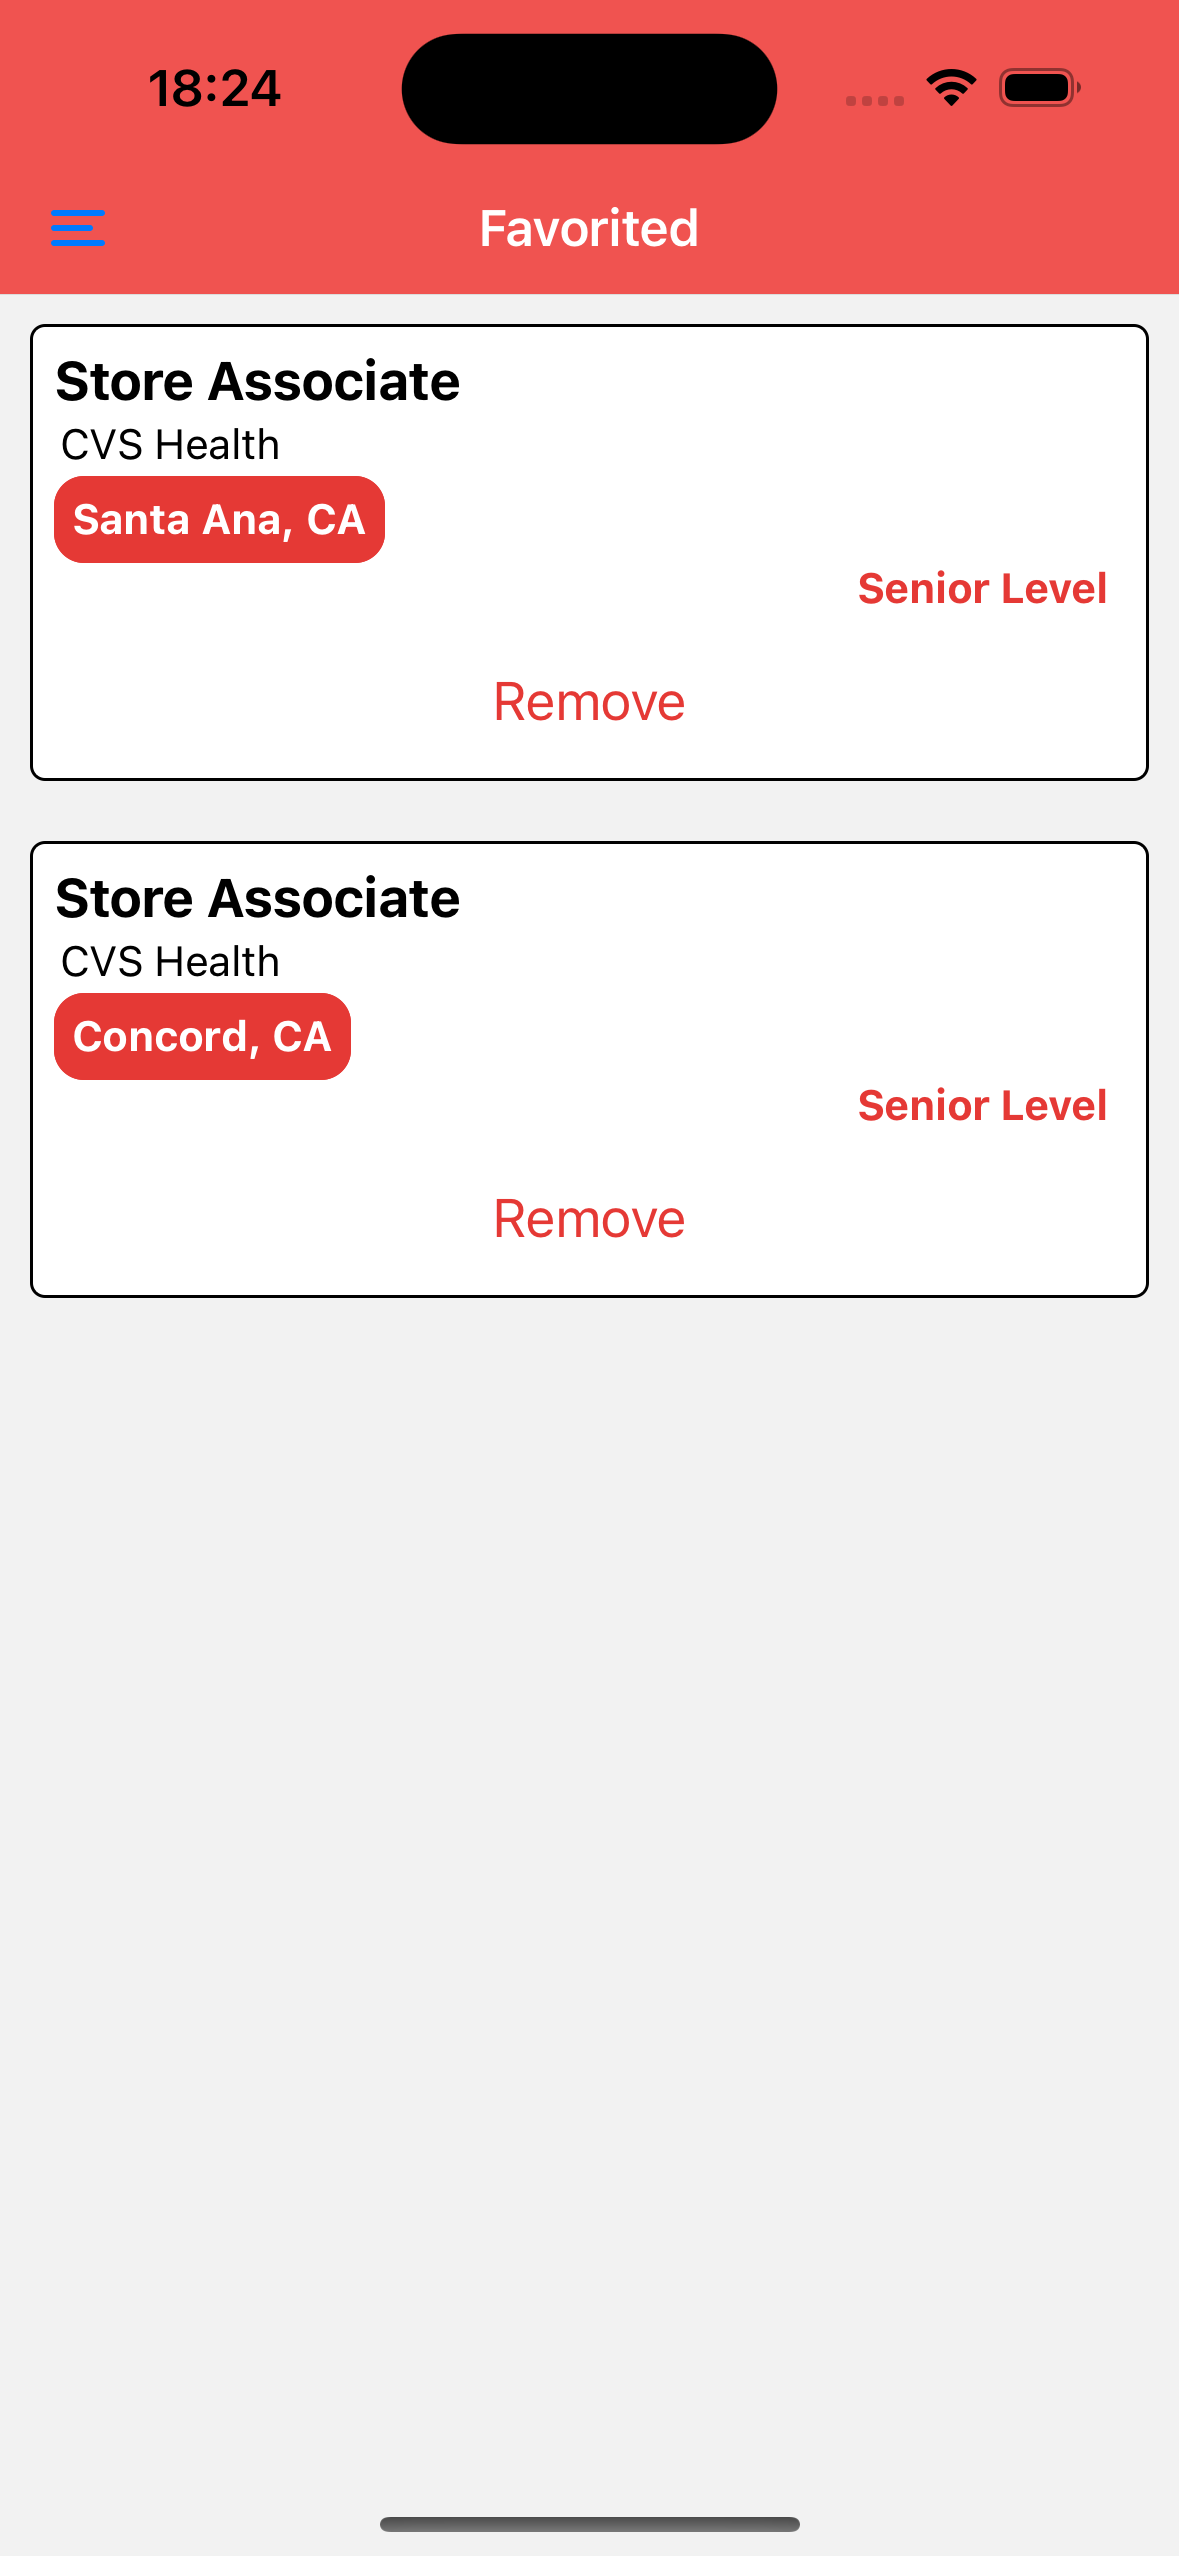 18:24
Favorited
Store Associate
CVS Health
Santa Ana, CA
Senior Level
Remove
Store Associate
CVS Health
Concord, CA
Senior Level
Remove